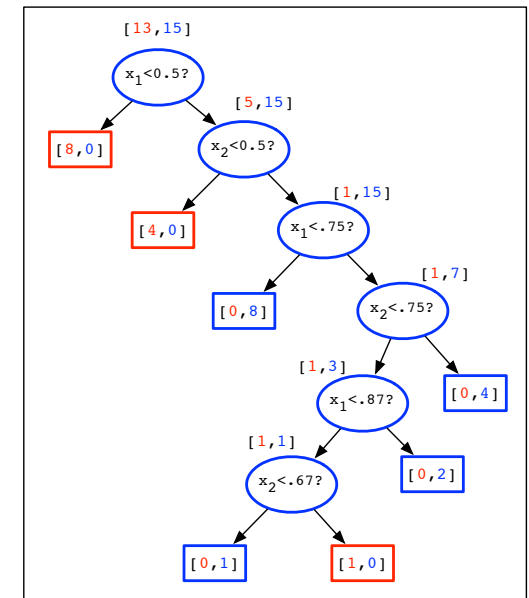 [13,15]
x1<0.5?
[5,15]
[8,0]
x2<0.5?
[1,15]
[4,0]
x1<.75?
[1,7]
[0,8]
x2<.75?
[1,3]
[0,4]
x1<.87?
[1,1]
[0,2]
x2<.67?
[0,1]
[1,0]